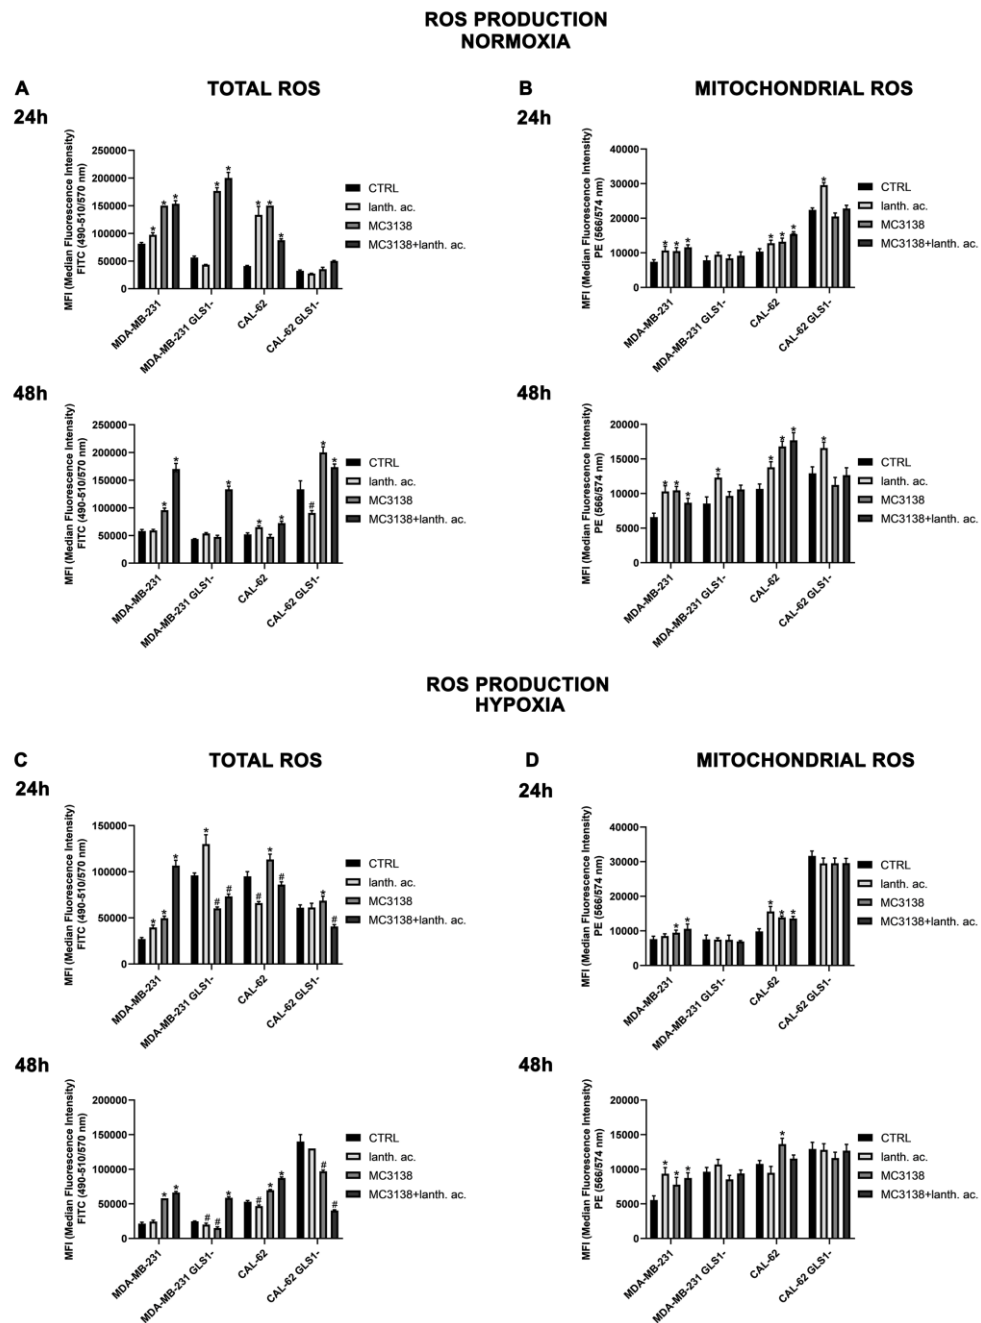 ROS PRODUCTION
NORMOXIA
A
TOTAL ROS
24h
MFI (Median Fluorescence Intensity)
FITC (490-510/570 nm)
250000
200000
150000
100000
50000
0
* * * * * * * *
MDA-MB-231
MDA-MB-231 GLS1-
CAL-62
CAL-62 GLS1-
CTRL
lanth. ac.
MC3138
MC3138+lanth. ac.
B
MITOCHONDRIAL ROS
24h
MFI (Median Fluorescence Intensity)
PE (566/574 nm)
40000
30000
20000
10000
0
* * * * * * *
MDA-MB-231
MDA-MB-231 GLS1-
CAL-62
CAL-62 GLS1-
CTRL
lanth. ac.
MC3138
MC3138+lanth. ac.
48h
MFI (Median Fluorescence Intensity)
FITC (490-510/570 nm)
250000
200000
150000
100000
50000
0
* * * * * # * *
MDA-MB-231
MDA-MB-231 GLS1-
CAL-62
CAL-62 GLS1-
CTRL
lanth. ac.
MC3138
MC3138+lanth. ac.
48h
MFI (Median Fluorescence Intensity)
PE (566/574 nm)
20000
15000
10000
5000
0
* * * * * * * *
MDA-MB-231
MDA-MB-231 GLS1-
CAL-62
CAL-62 GLS1-
CTRL
lanth. ac.
MC3138
MC3138+lanth. ac.
ROS PRODUCTION
HYPOXIA
C
TOTAL ROS
24h
MFI (Median Fluorescence Intensity)
FITC (490-510/570 nm)
150000
100000
50000
0
* * * * # # # * # * #
MDA-MB-231
MDA-MB-231 GLS1-
CAL-62
CAL-62 GLS1-
CTRL
lanth. ac.
MC3138
MC3138+lanth. ac.
D
MITOCHONDRIAL ROS
24h
MFI (Median Fluorescence Intensity)
PE (566/574 nm)
40000
30000
20000
10000
0
* * * * *
MDA-MB-231
MDA-MB-231 GLS1-
CAL-62
CAL-62 GLS1-
CTRL
lanth. ac.
MC3138
MC3138+lanth. ac.
48h
MFI (Median Fluorescence Intensity)
FITC (490-510/570 nm)
200000
150000
100000
50000
0
* * # # * # * * # #
MDA-MB-231
MDA-MB-231 GLS1-
CAL-62
CAL-62 GLS1-
CTRL
lanth. ac.
MC3138
MC3138+lanth. ac.
48h
MFI (Median Fluorescence Intensity)
PE (566/574 nm)
20000
15000
10000
5000
0
* * * *
MDA-MB-231
MDA-MB-231 GLS1-
CAL-62
CAL-62 GLS1-
CTRL
lanth. ac.
MC3138
MC3138+lanth. ac.